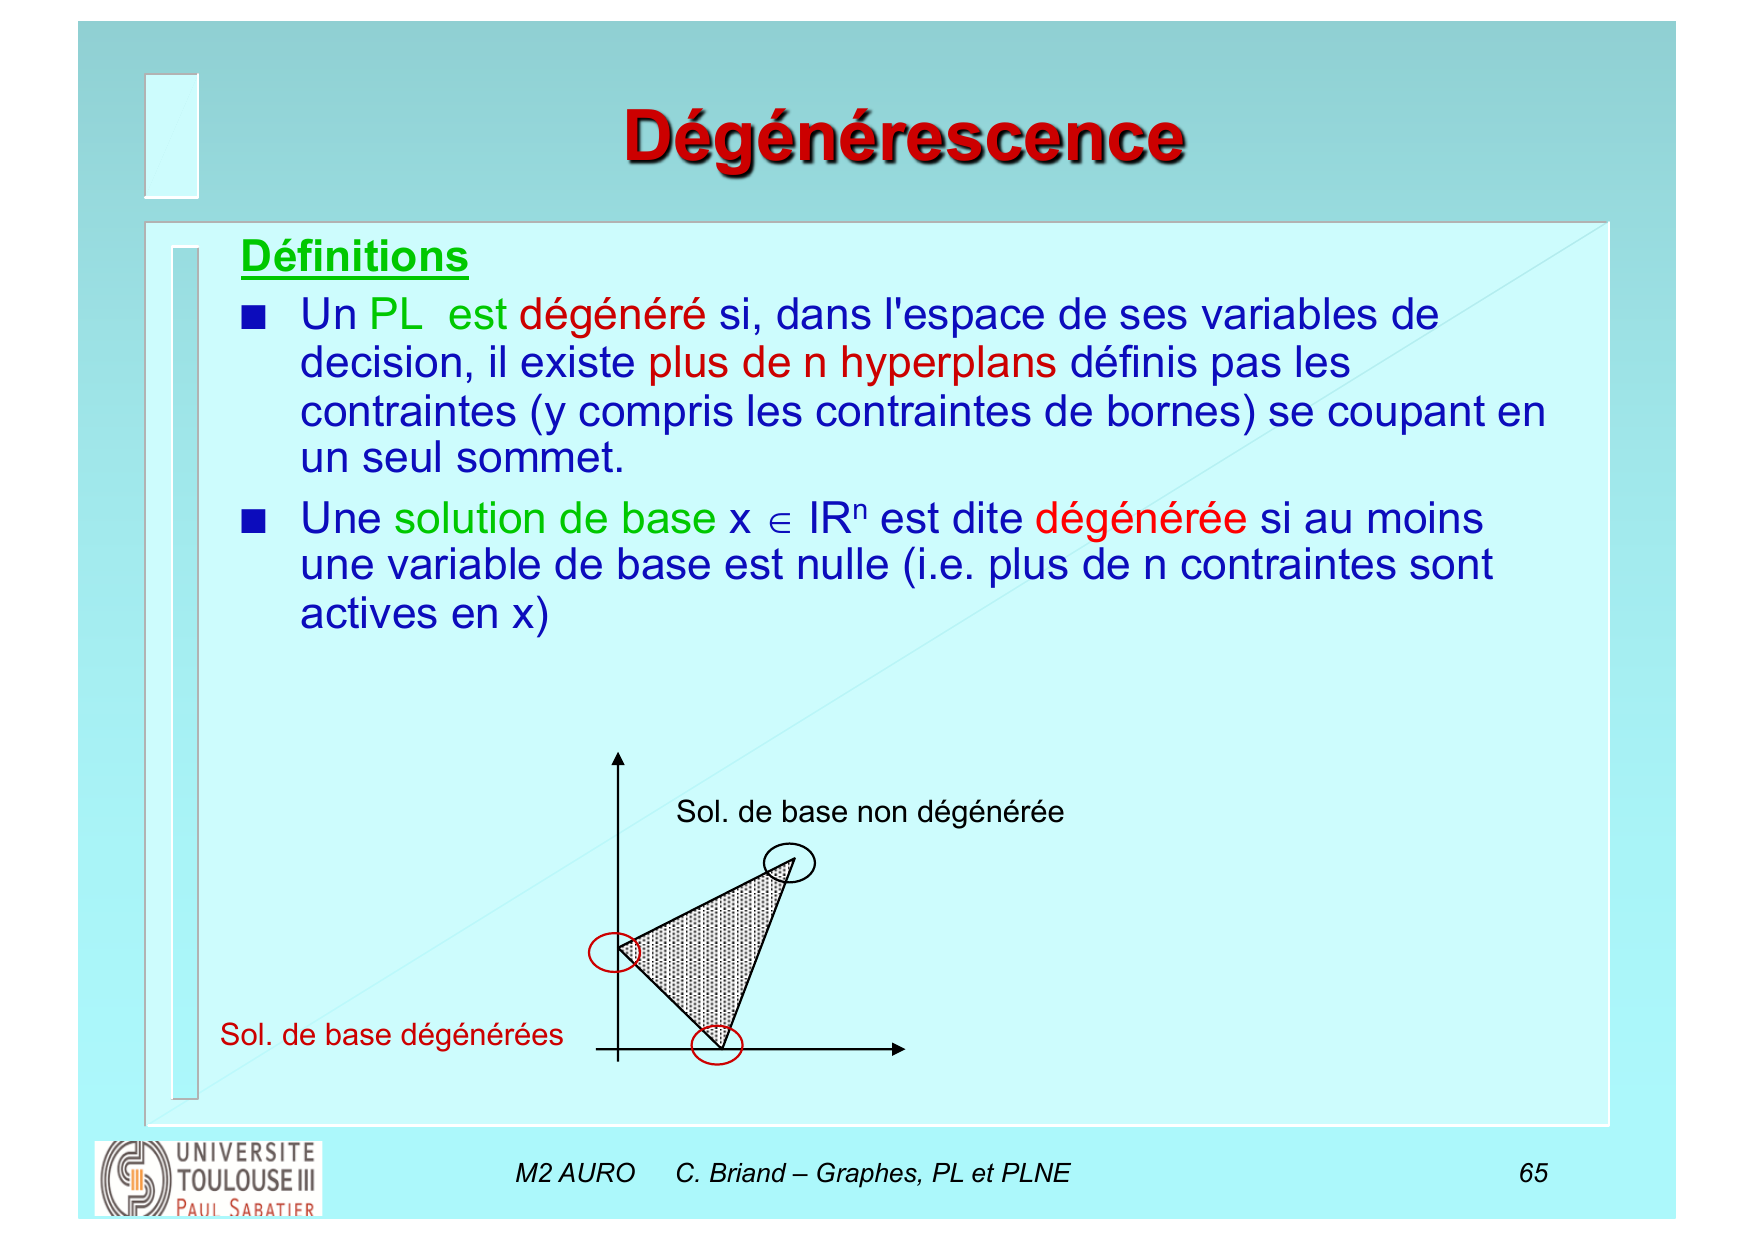 Dégénérescence
Définitions
Un PL est dégénéré si, dans l'espace de ses variables de
decision, il existe plus de n hyperplans définis pas les
contraintes (y compris les contraintes de bornes) se coupant en
un seul sommet.
Une solution de base x ∈ IRⁿ est dite dégénérée si au moins
une variable de base est nulle (i.e. plus de n contraintes sont
actives en x)
Sol. de base non dégénérée
Sol. de base dégénérées
UNIVERSITE
TOULOUSE III
PAUL SABATIER
M2 AURO C. Briand – Graphes, PL et PLNE
65